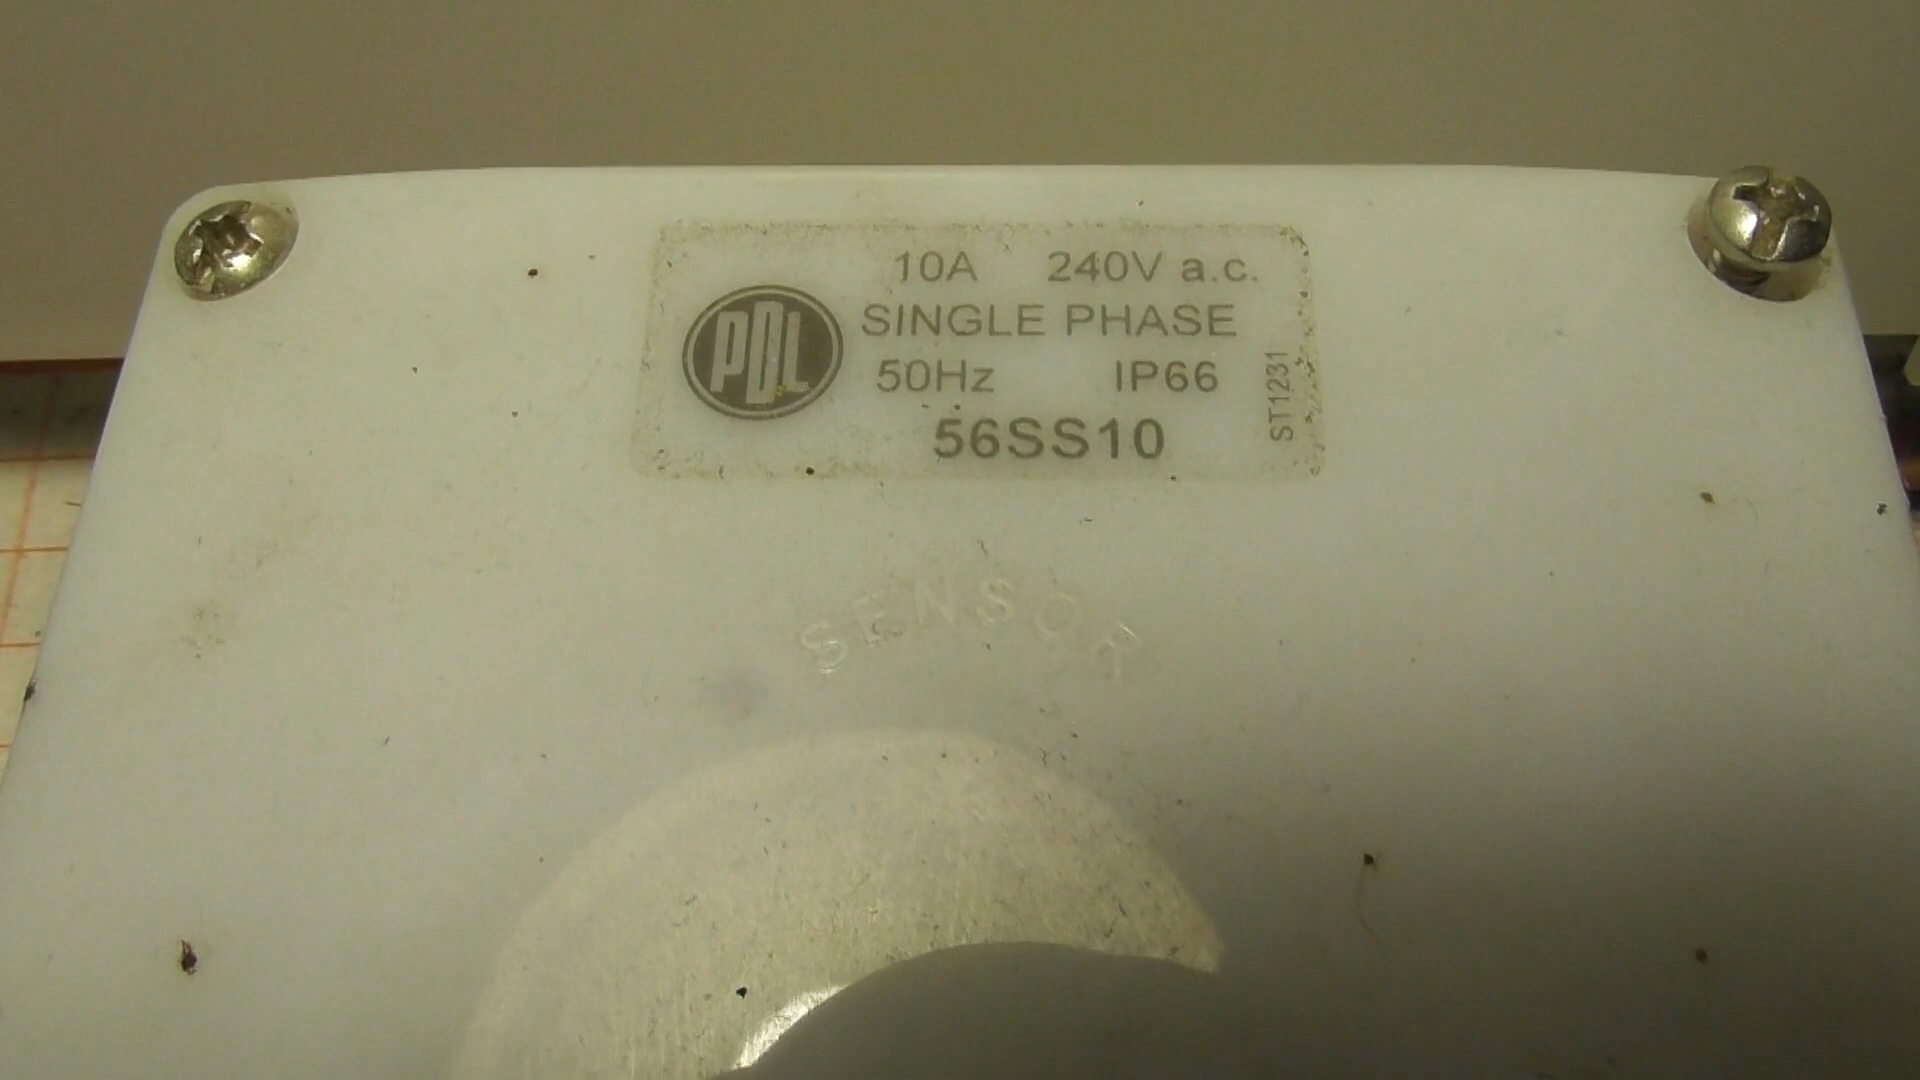 10A 240V a.c.
PDL
SINGLE PHASE
50Hz IP66
56SS10
ST1231
SENSOR